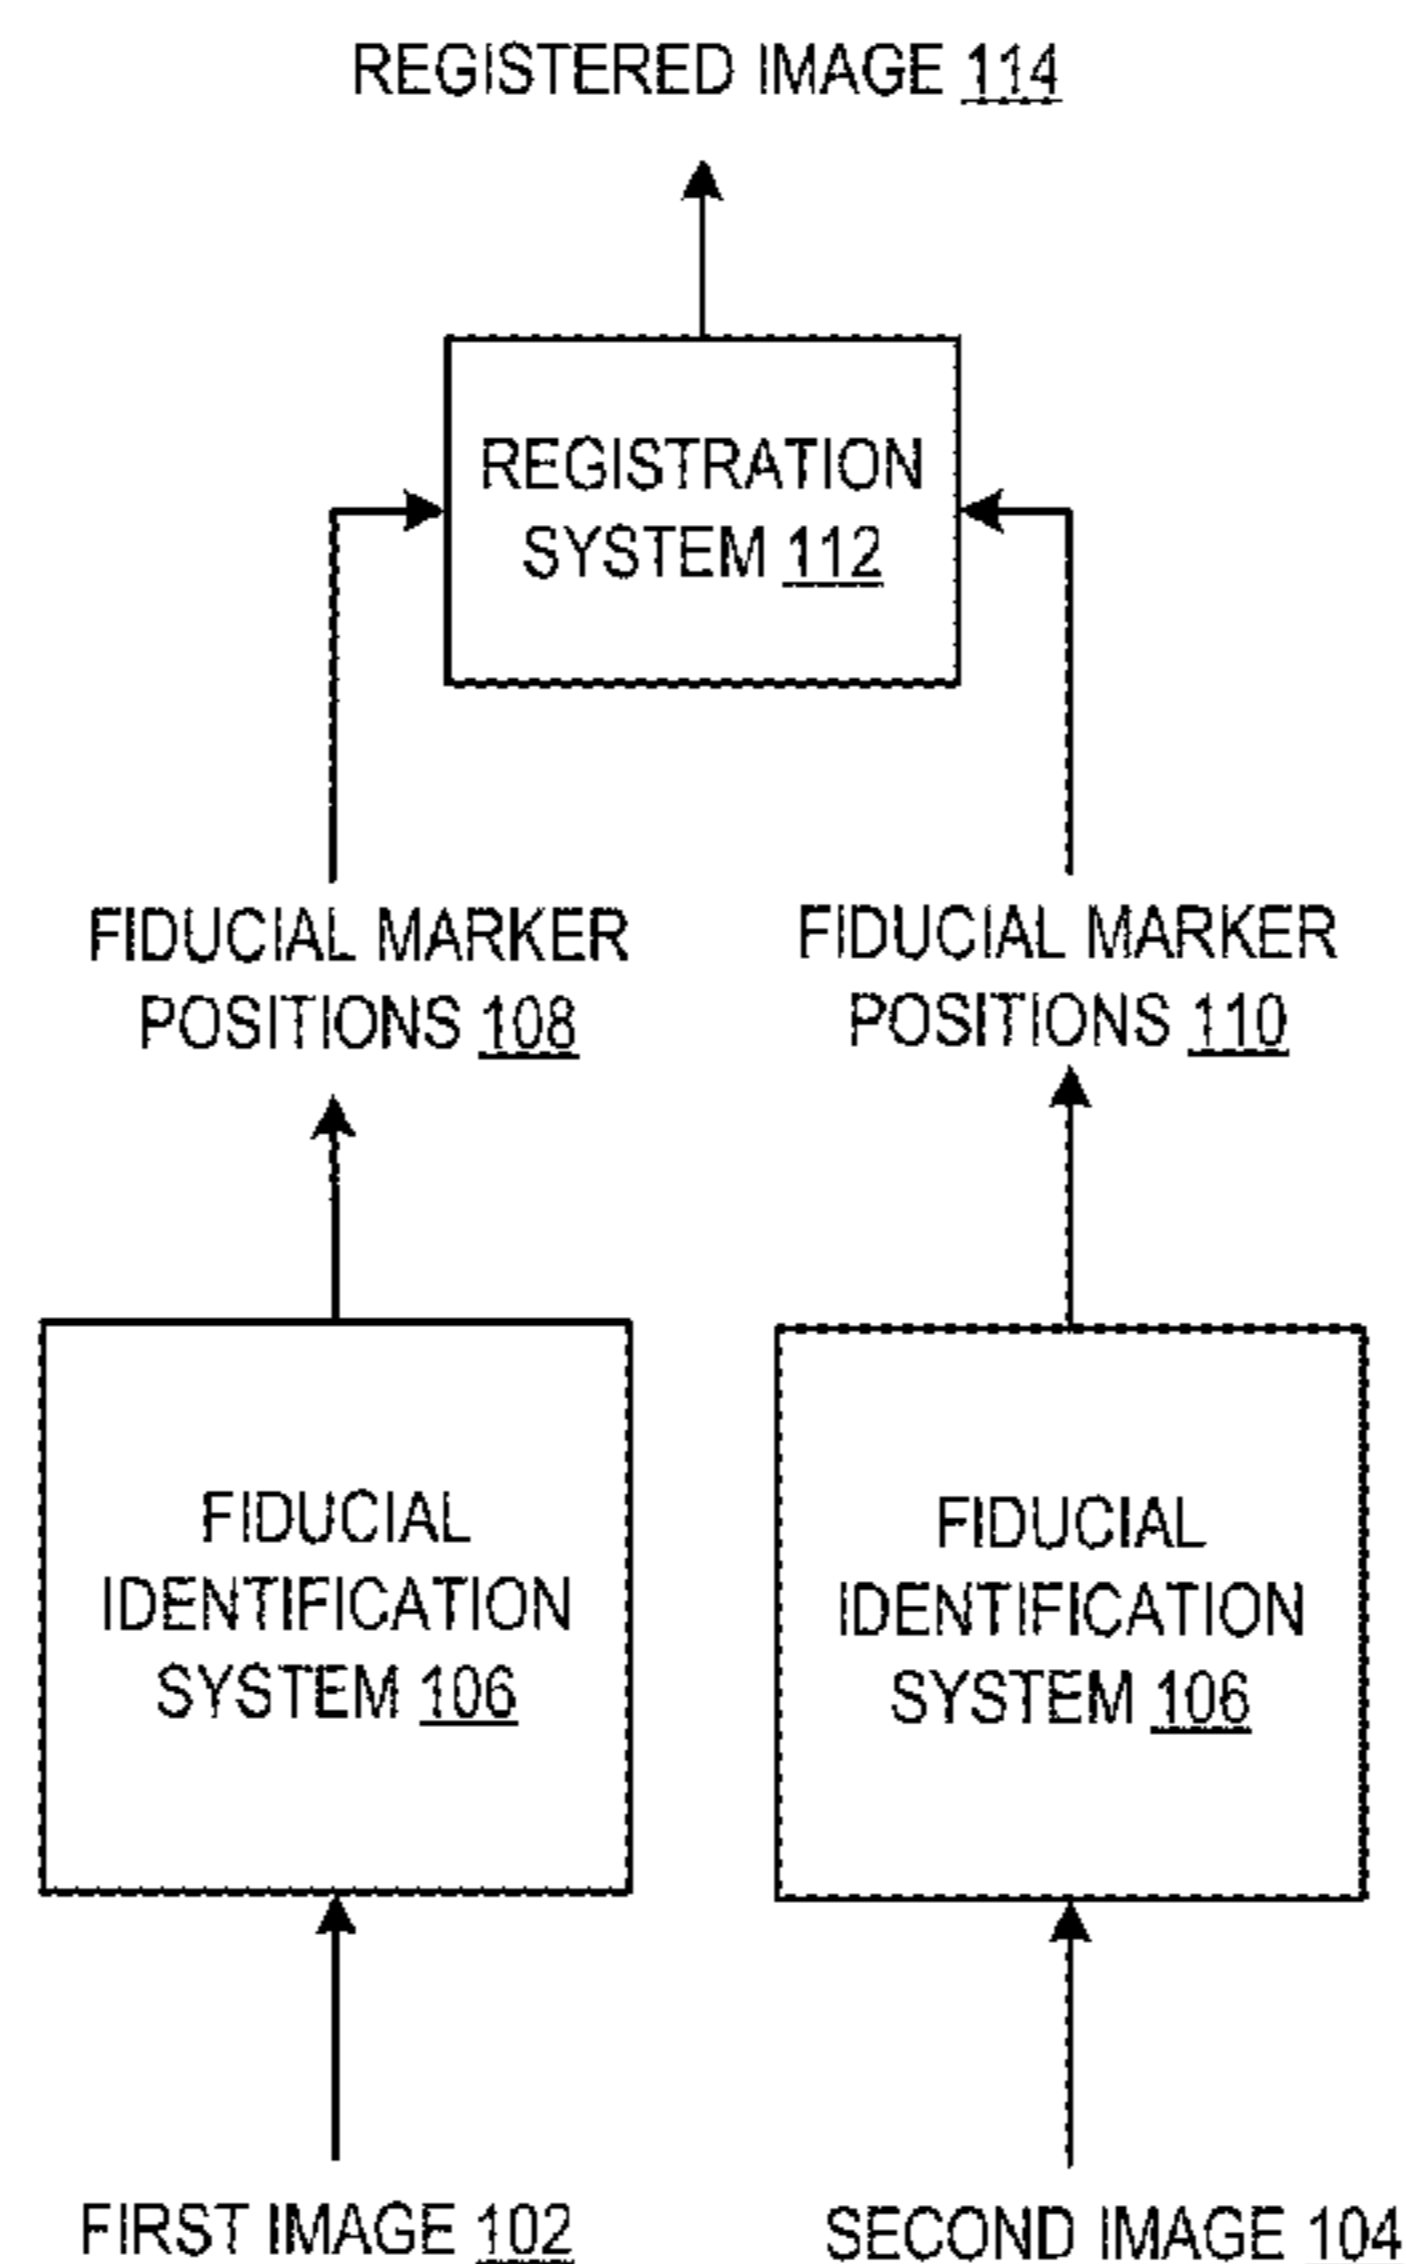 REGISTERED IMAGE 114
REGISTRATION
SYSTEM 112
FIDUCIAL MARKER
POSITIONS 108
FIDUCIAL MARKER
POSITIONS 110
FIDUCIAL
IDENTIFICATION
SYSTEM 106
FIDUCIAL
IDENTIFICATION
SYSTEM 106
FIRST IMAGE 102
SECOND IMAGE 104